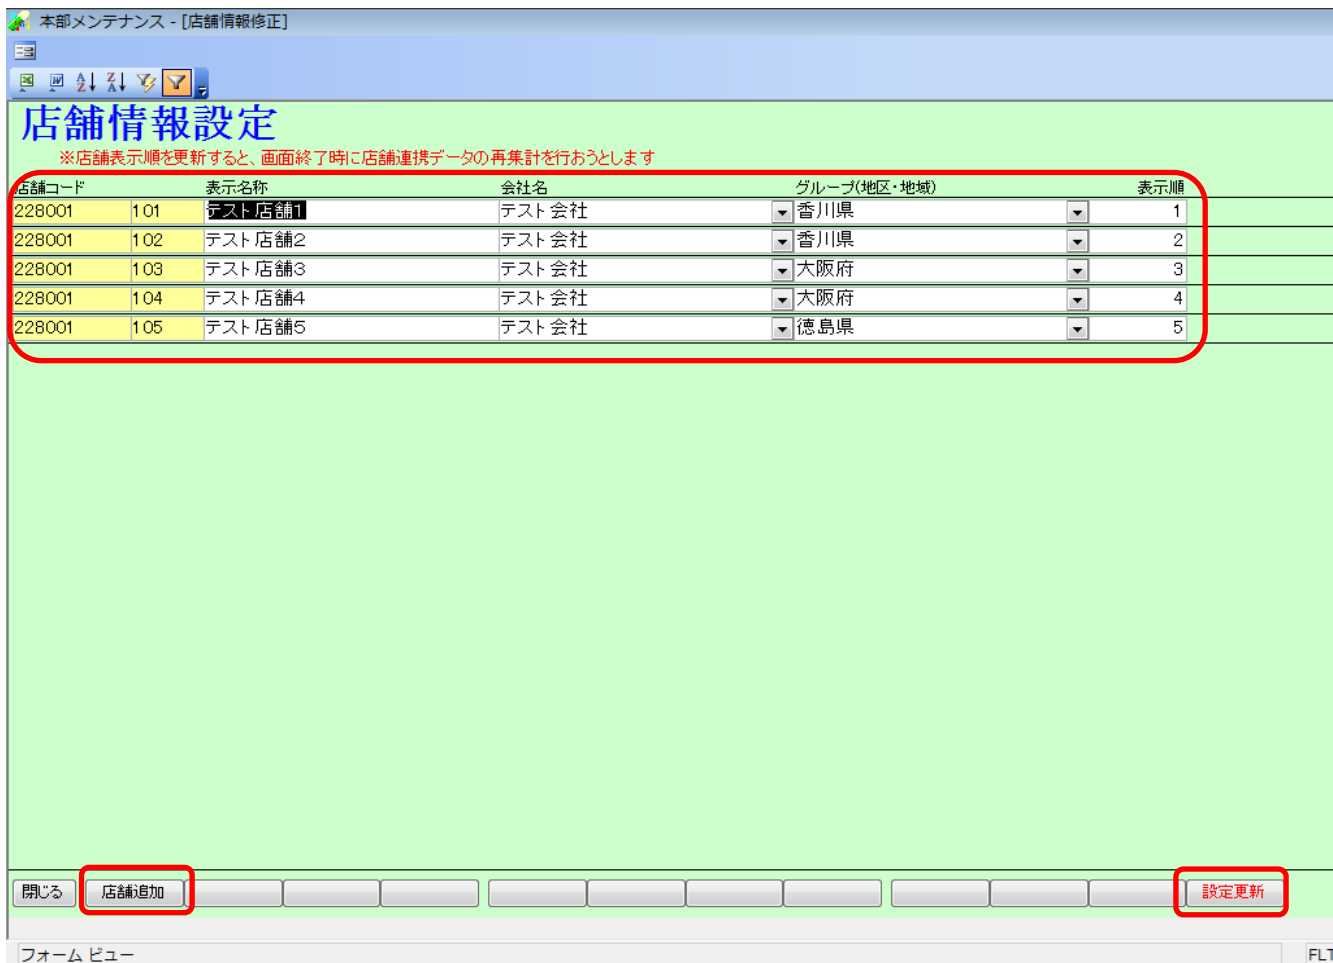 本部メンテナンス - [店舗情報修正]
店舗情報設定
※店舗表示順を更新すると、画面終了時に店舗連携データの再集計を行おうとします
店舗コード 表示名称 会社名 グループ(地区・地域) 表示順
228001 101 テスト店舗1 テスト会社 香川県 1
228001 102 テスト店舗2 テスト会社 香川県 2
228001 103 テスト店舗3 テスト会社 大阪府 3
228001 104 テスト店舗4 テスト会社 大阪府 4
228001 105 テスト店舗5 テスト会社 徳島県 5
閉じる 店舗追加 設定更新
フォーム ビュー FLT